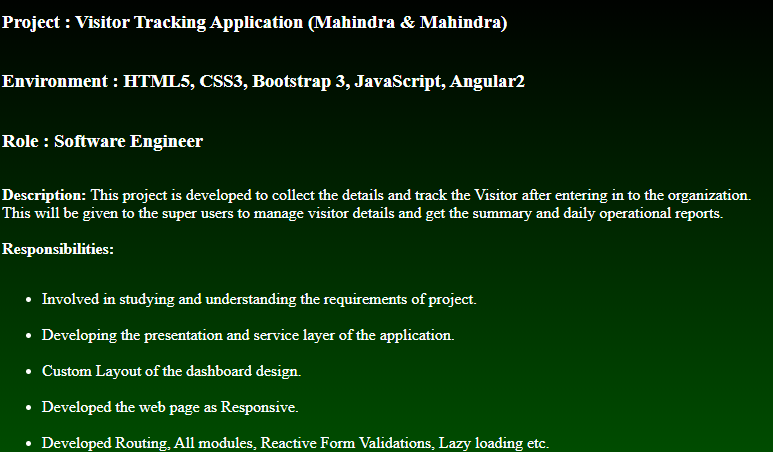 Project : Visitor Tracking Application (Mahindra & Mahindra)
Environment : HTML5, CSS3, Bootstrap 3, JavaScript, Angular2
Role : Software Engineer
Description: This project is developed to collect the details and track the Visitor after entering in to the organization.
This will be given to the super users to manage visitor details and get the summary and daily operational reports.
Responsibilities:
• Involved in studying and understanding the requirements of project.
• Developing the presentation and service layer of the application.
• Custom Layout of the dashboard design.
• Developed the web page as Responsive.
• Developed Routing, All modules, Reactive Form Validations, Lazy loading etc.